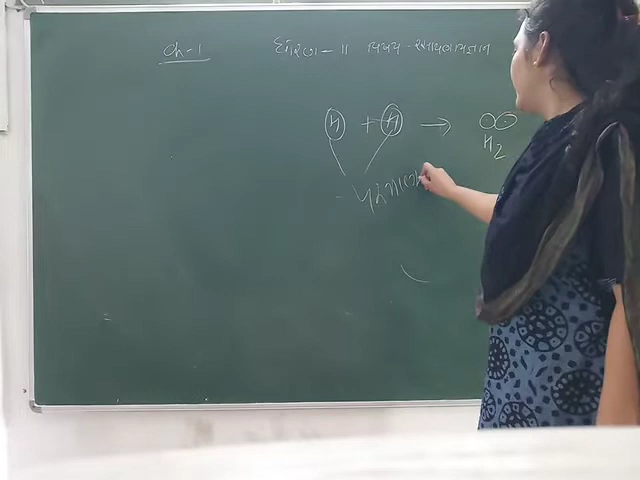 Ch-1 ધોરણ - 11 વિષય - રસાયણવિજ્ઞાન
H + H →
H2